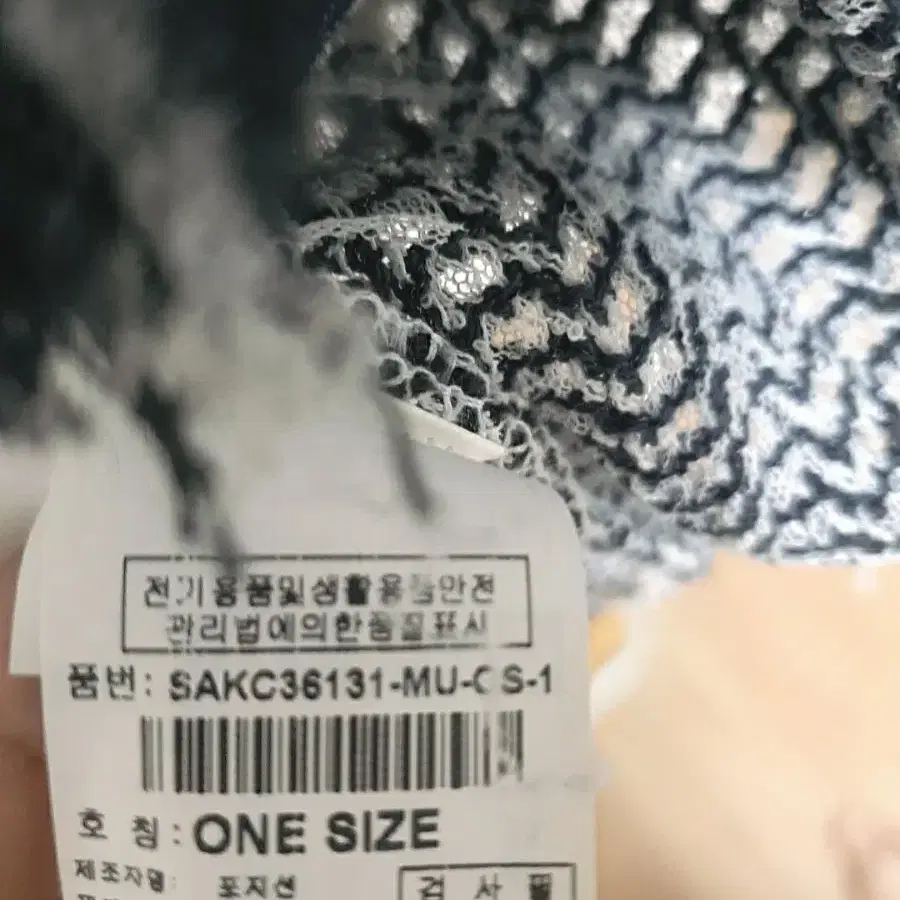 전기용품및생활용품안전
관리법에의한품질표시
품번: SAKC36131-MU-OS-1
호 칭: ONE SIZE
제조자명: 포지션
검 사 필